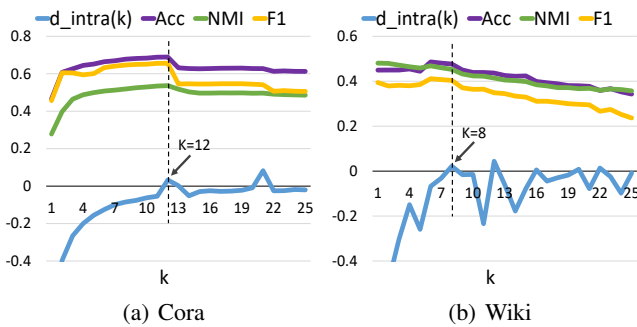 d_intra(k) Acc NMI F1
0.8
0.6
0.4
0.2
0
-0.2
-0.4
K=12
1 4 7 10 13 16 19 22 25
k
(a) Cora
d_intra(k) Acc NMI F1
0.6
0.4
0.2
0
-0.2
-0.4
K=8
1 4 7 10 13 16 19 22 25
k
(b) Wiki